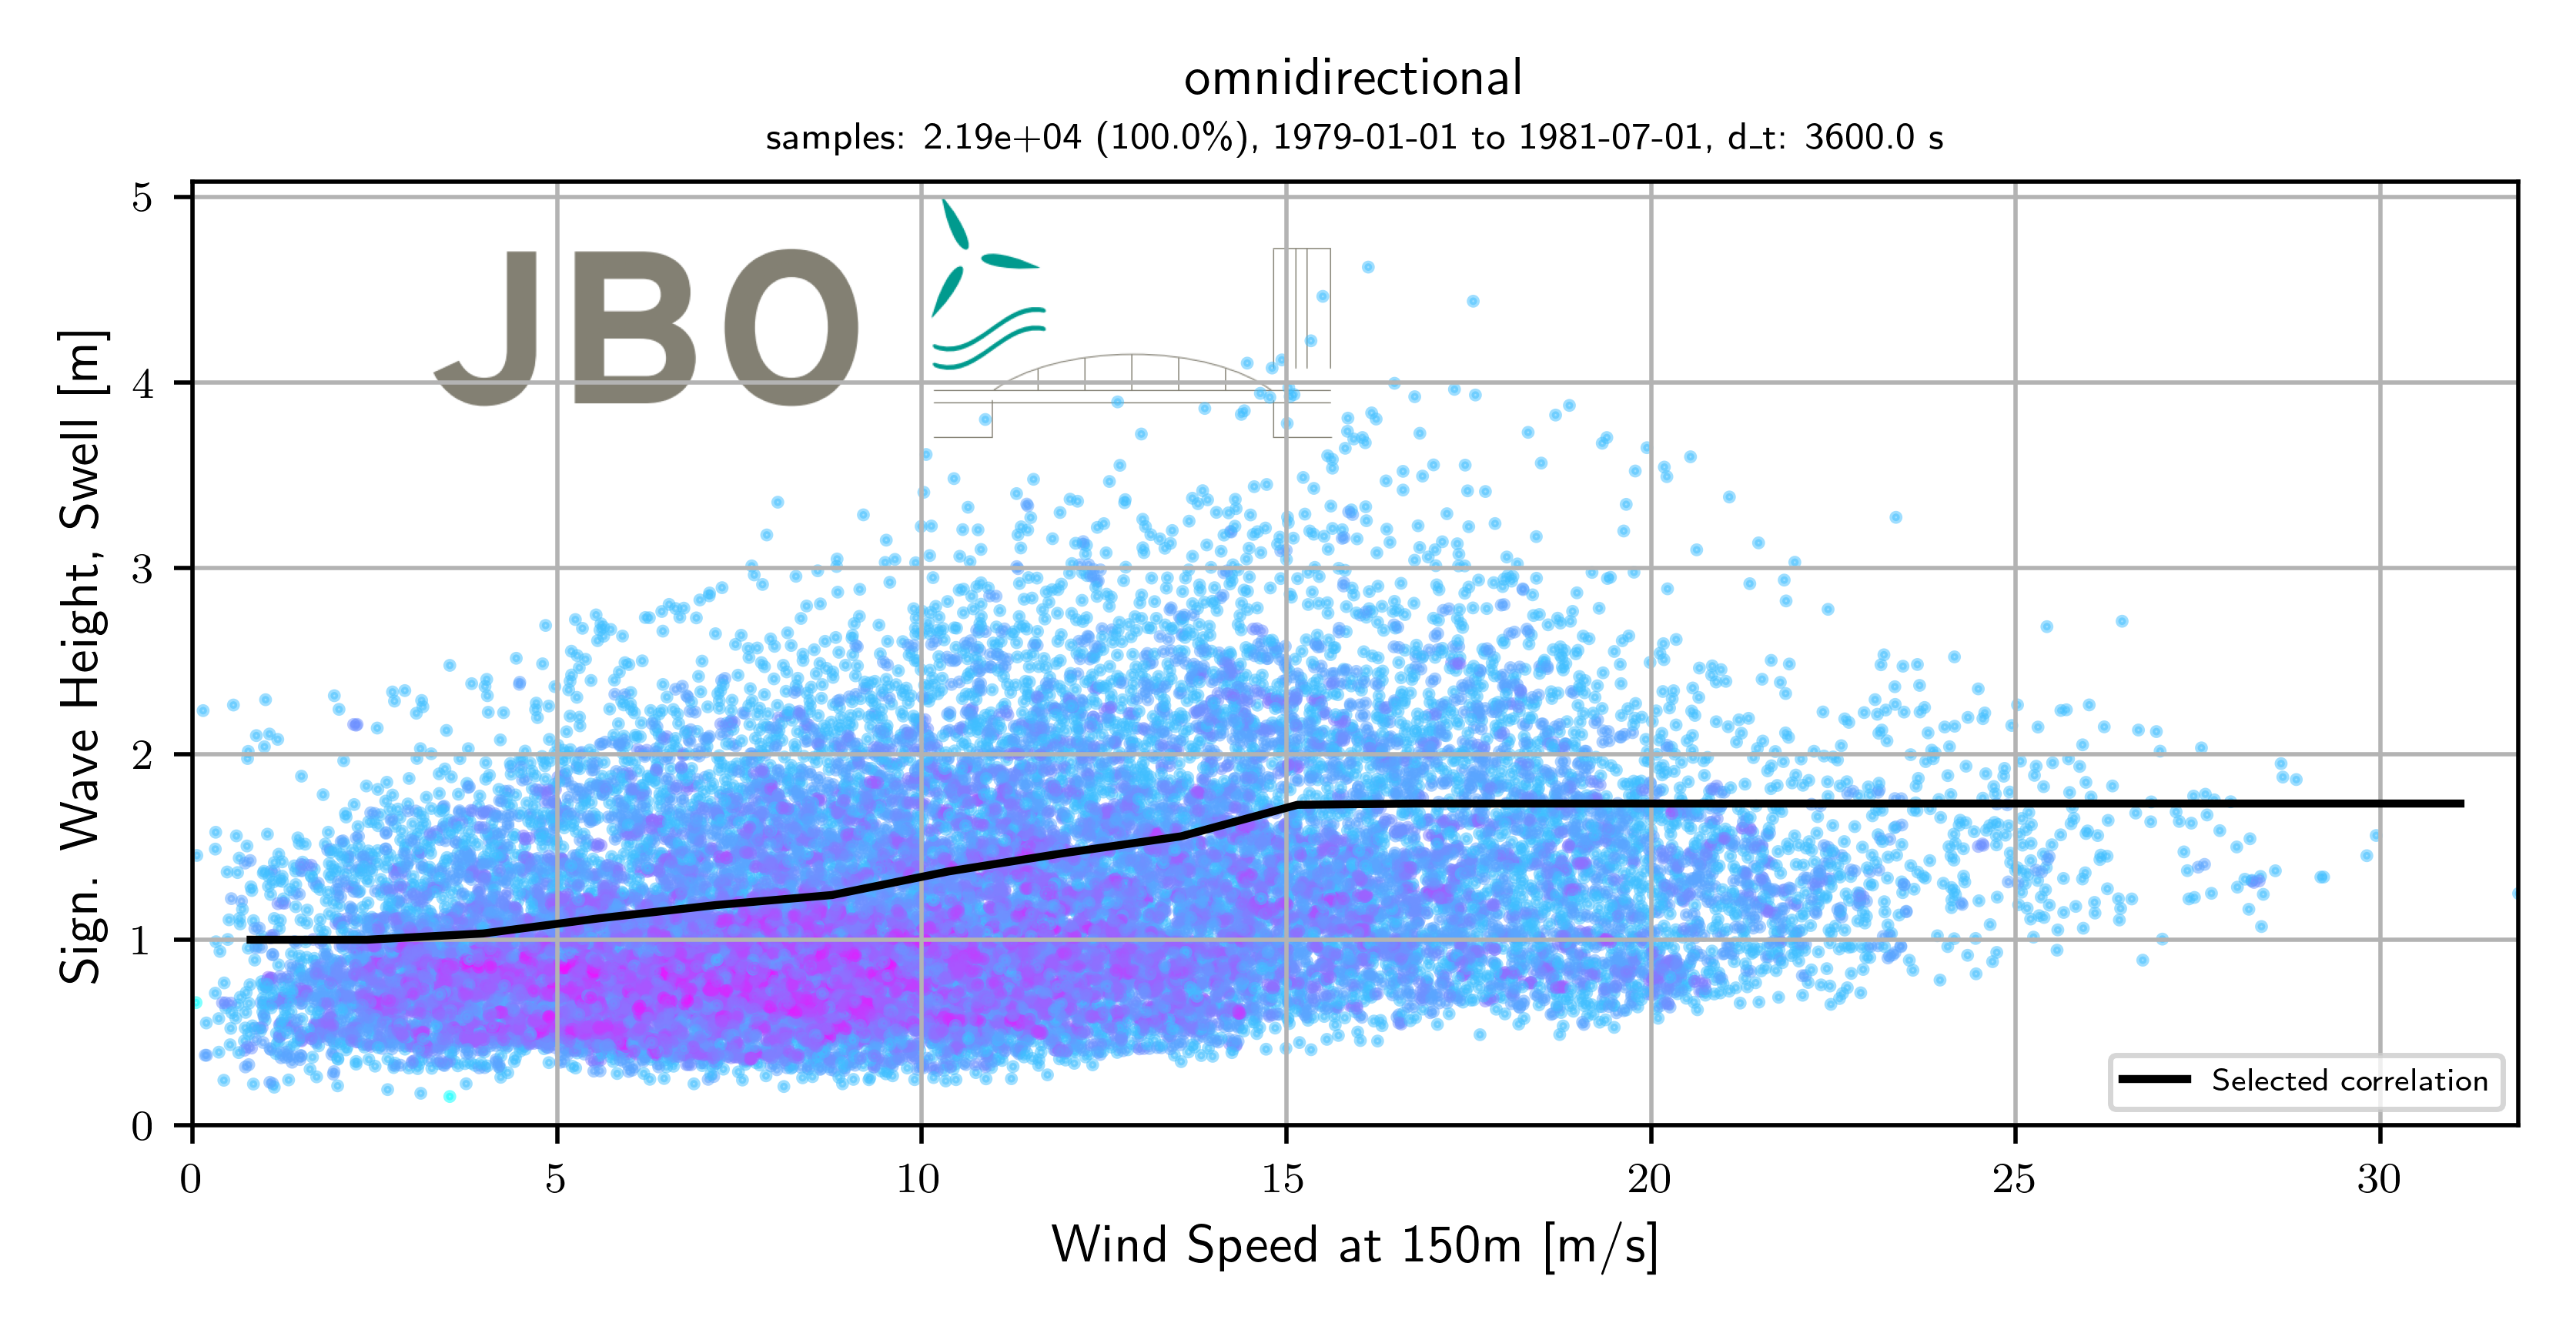 omnidirectional
samples: 2.19e+04 (100.0%), 1979-01-01 to 1981-07-01, d_t: 3600.0 s
Sign. Wave Height, Swell [m]
5
4
3
2
1
0
JBO
Selected correlation
0 5 10 15 20 25 30
Wind Speed at 150m [m/s]